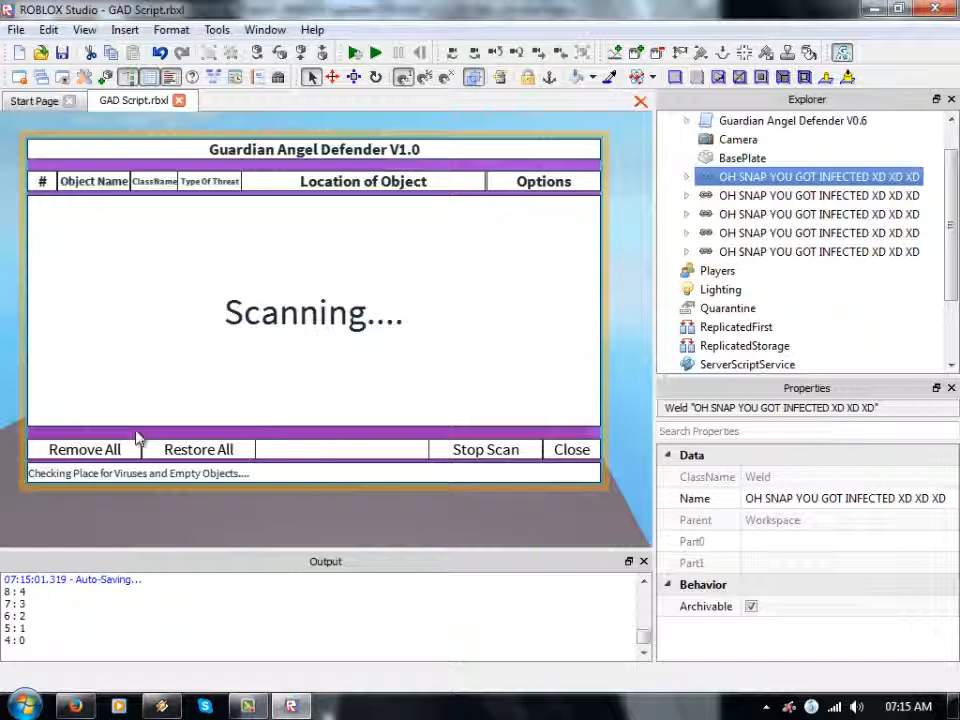 ROBLOX Studio - GAD Script.rbxl
File Edit View Insert Format Tools Window Help
Start Page GAD Script.rbxl
Guardian Angel Defender V1.0
# Object Name ClassName Type Of Threat Location of Object Options
Scanning....
Remove All Restore All Stop Scan Close
Checking Place for Viruses and Empty Objects....
Output
07:15:01.319 - Auto-Saving...
8 : 4
7 : 3
6 : 2
5 : 1
4 : 0
Explorer
Guardian Angel Defender V0.6
Camera
BasePlate
OH SNAP YOU GOT INFECTED XD XD XD
OH SNAP YOU GOT INFECTED XD XD XD
OH SNAP YOU GOT INFECTED XD XD XD
OH SNAP YOU GOT INFECTED XD XD XD
OH SNAP YOU GOT INFECTED XD XD XD
Players
Lighting
Quarantine
ReplicatedFirst
ReplicatedStorage
ServerScriptService
Properties
Weld "OH SNAP YOU GOT INFECTED XD XD XD"
Search Properties
Data
ClassName Weld
Name OH SNAP YOU GOT INFECTED XD XD XD
Parent Workspace
Part0
Part1
Behavior
Archivable
07:15 AM